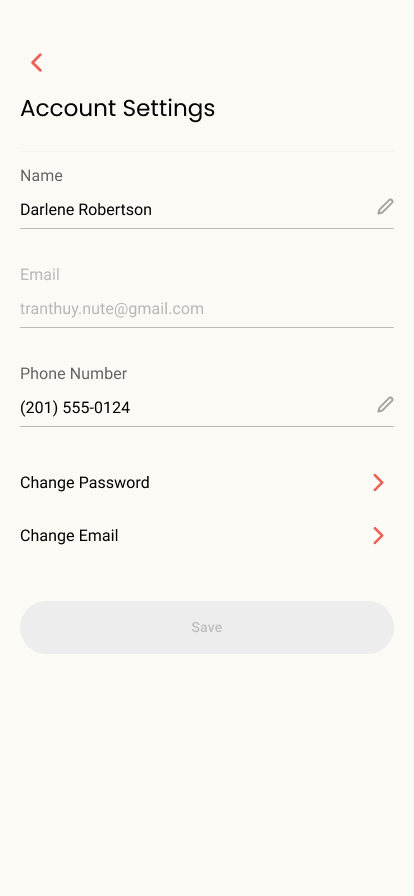 Account Settings
Name
Darlene Robertson
Email
tranthuy.nute@gmail.com
Phone Number
(201) 555-0124
Change Password
Change Email
Save